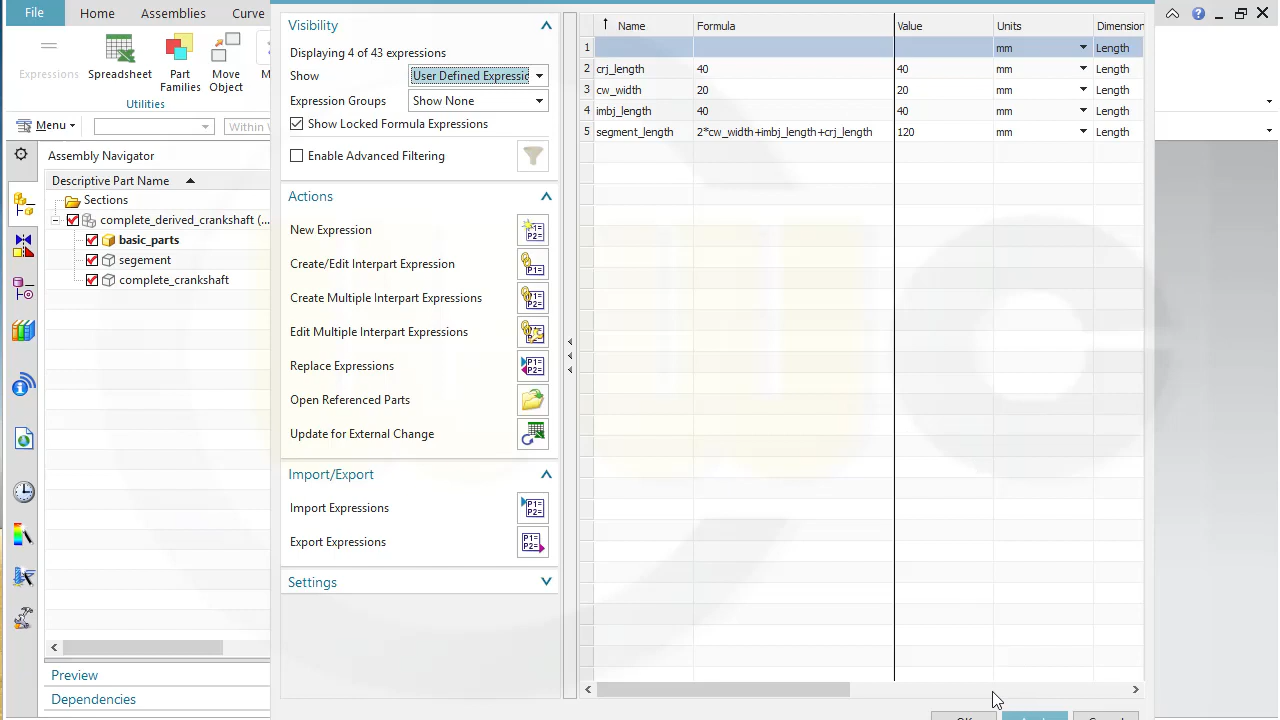 File Home Assemblies Curve
Expressions Spreadsheet Part Families Move Object
Utilities
Menu Within
Assembly Navigator
Descriptive Part Name
Sections
complete_derived_crankshaft (...
basic_parts
segement
complete_crankshaft
Preview
Dependencies
Visibility
Displaying 4 of 43 expressions
Show User Defined Expressic
Expression Groups Show None
Show Locked Formula Expressions
Enable Advanced Filtering
Actions
New Expression
Create/Edit Interpart Expression
Create Multiple Interpart Expressions
Edit Multiple Interpart Expressions
Replace Expressions
Open Referenced Parts
Update for External Change
Import/Export
Import Expressions
Export Expressions
Settings
Name Formula Value Units Dimension
1 mm Length
2 crj_length 40 40 mm Length
3 cw_width 20 20 mm Length
4 imbj_length 40 40 mm Length
5 segment_length 2*cw_width+imbj_length+crj_length 120 mm Length